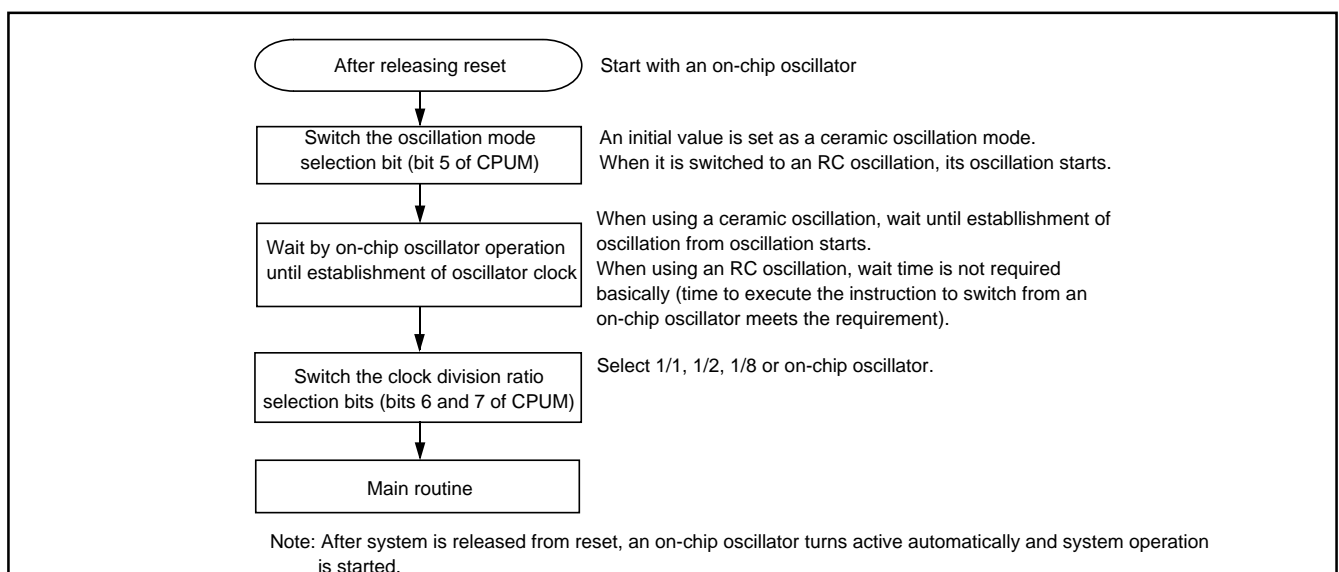 After releasing reset
Start with an on-chip oscillator
Switch the oscillation mode
selection bit (bit 5 of CPUM)
An initial value is set as a ceramic oscillation mode.
When it is switched to an RC oscillation, its oscillation starts.
Wait by on-chip oscillator operation
until establishment of oscillator clock
When using a ceramic oscillation, wait until establlishment of
oscillation from oscillation starts.
When using an RC oscillation, wait time is not required
basically (time to execute the instruction to switch from an
on-chip oscillator meets the requirement).
Switch the clock division ratio
selection bits (bits 6 and 7 of CPUM)
Select 1/1, 1/2, 1/8 or on-chip oscillator.
Main routine
Note: After system is released from reset, an on-chip oscillator turns active automatically and system operation
is started.